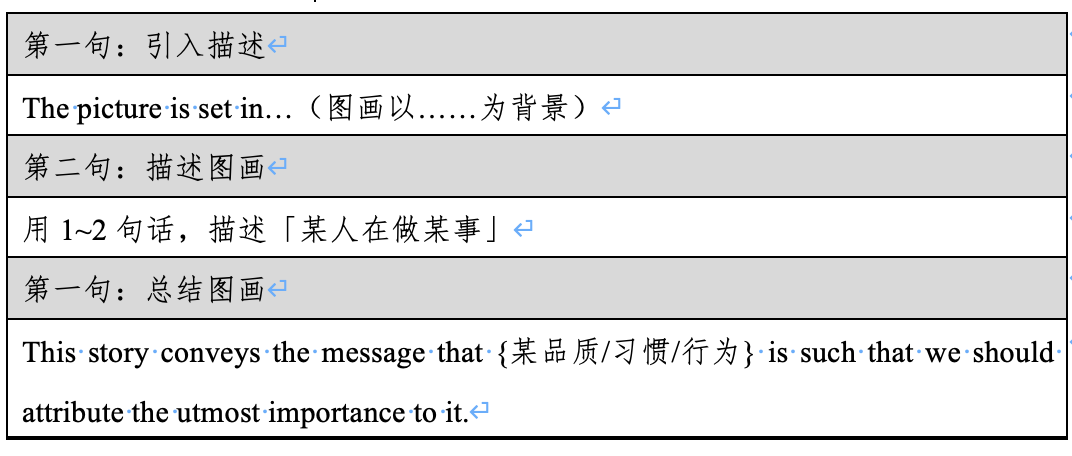 第一句：引入描述
The picture is set in…（图画以……为背景）
第二句：描述图画
用 1~2 句话，描述「某人在做某事」
第一句：总结图画
This story conveys the message that {某品质/习惯/行为} is such that we should
attribute the utmost importance to it.